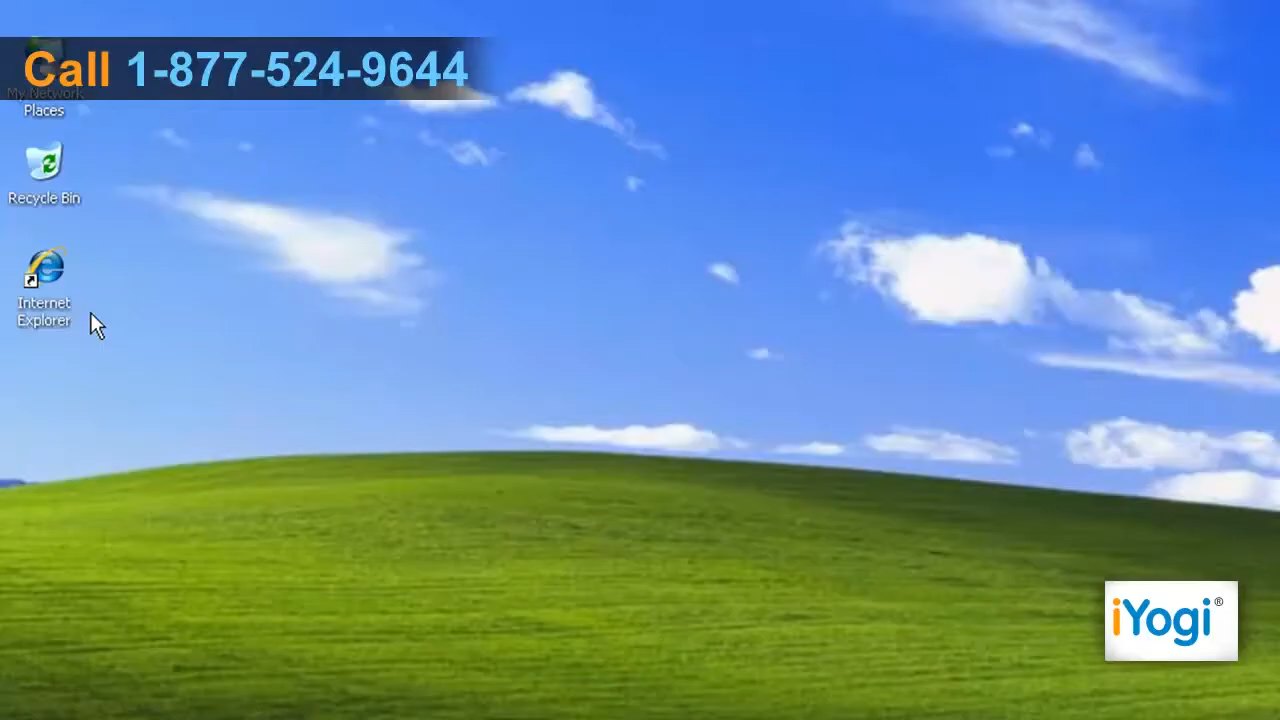 Call 1-877-524-9644
My Network
Places
Recycle Bin
Internet
Explorer
iYogi®